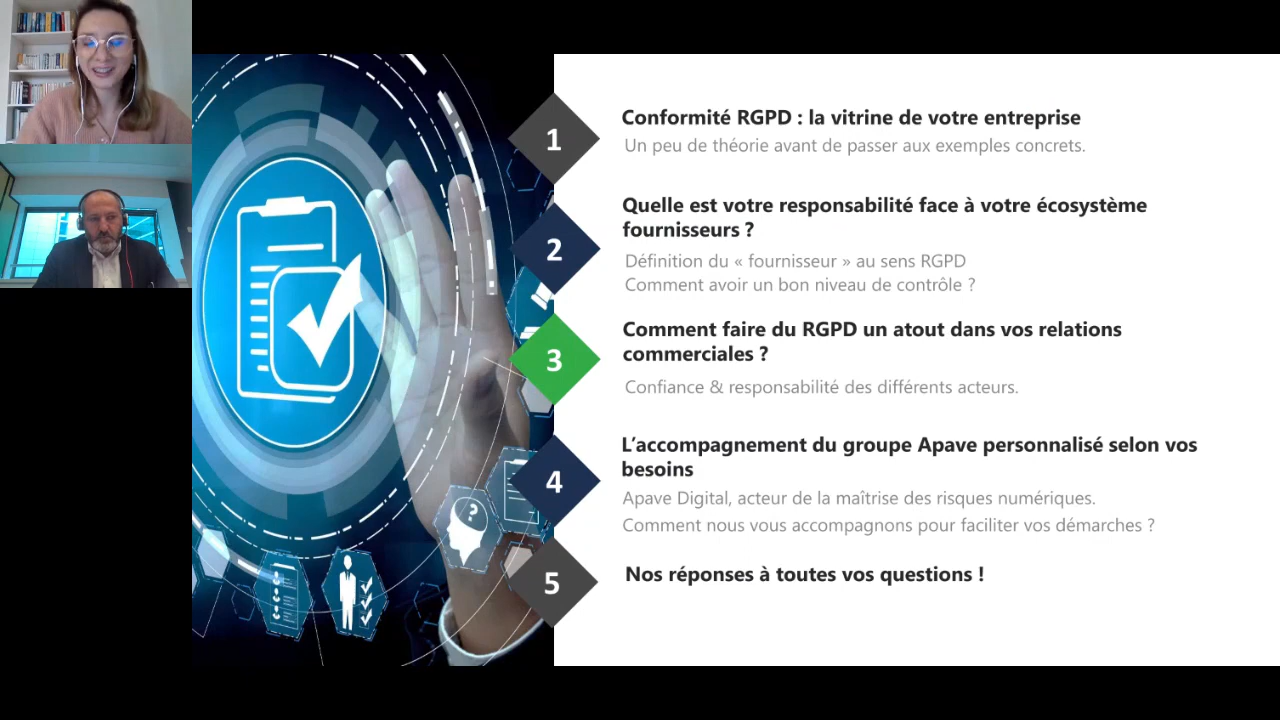 1
Conformité RGPD : la vitrine de votre entreprise
Un peu de théorie avant de passer aux exemples concrets.
2
Quelle est votre responsabilité face à votre écosystème
fournisseurs ?
Définition du « fournisseur » au sens RGPD
Comment avoir un bon niveau de contrôle ?
3
Comment faire du RGPD un atout dans vos relations
commerciales ?
Confiance & responsabilité des différents acteurs.
4
L’accompagnement du groupe Apave personnalisé selon vos
besoins
Apave Digital, acteur de la maîtrise des risques numériques.
Comment nous vous accompagnons pour faciliter vos démarches ?
5
Nos réponses à toutes vos questions !
?